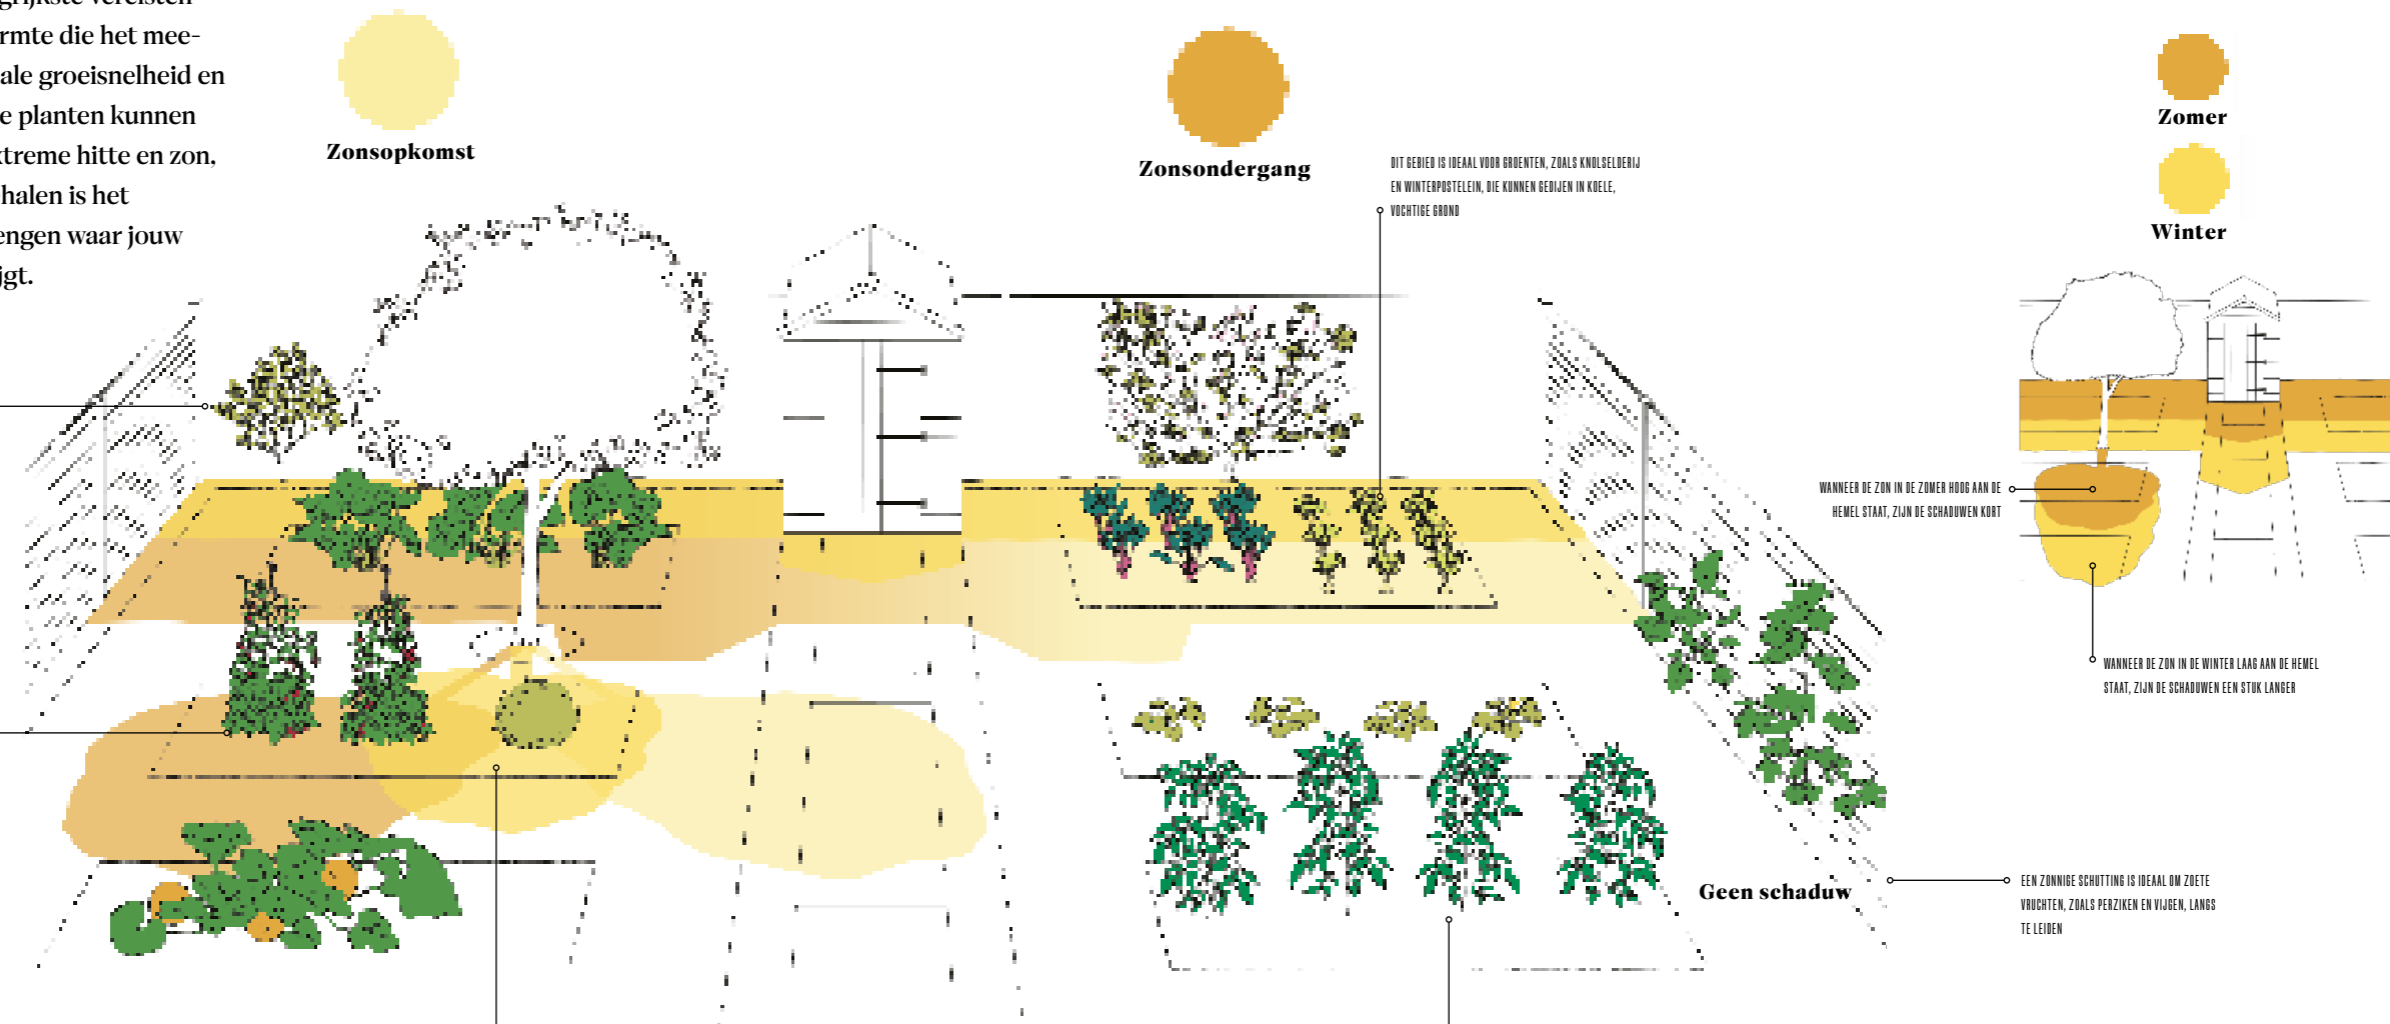 rmte die het mee-
ale groeisnelheid en
e planten kunnen
treme hitte en zon,
halen is het
engen waar jouw
gt.
Zonsopkomst
Zonsondergang
DIT GEBIED IS IDEAAL VOOR GROENTEN, ZOALS KNOLSELDERIJ
EN WINTERPOSTELEIN, DIE KUNNEN GEDIJEN IN KOELE,
VOCHTIGE GROND
Zomer
Winter
WANNEER DE ZON IN DE ZOMER HOOG AAN DE
HEMEL STAAT, ZIJN DE SCHADUWEN KORT
WANNEER DE ZON IN DE WINTER LAAG AAN DE HEMEL
STAAT, ZIJN DE SCHADUWEN EEN STUK LANGER
Geen schaduw
EEN ZONNIGE SCHUTTING IS IDEAAL OM ZOETE
VRUCHTEN, ZOALS PERZIKEN EN VIJGEN, LANGS
TE LEIDEN